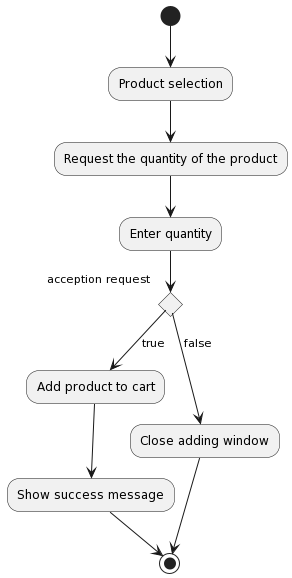 Product selection
Request the quantity of the product
Enter quantity
acception request
true
false
Add product to cart
Close adding window
Show success message